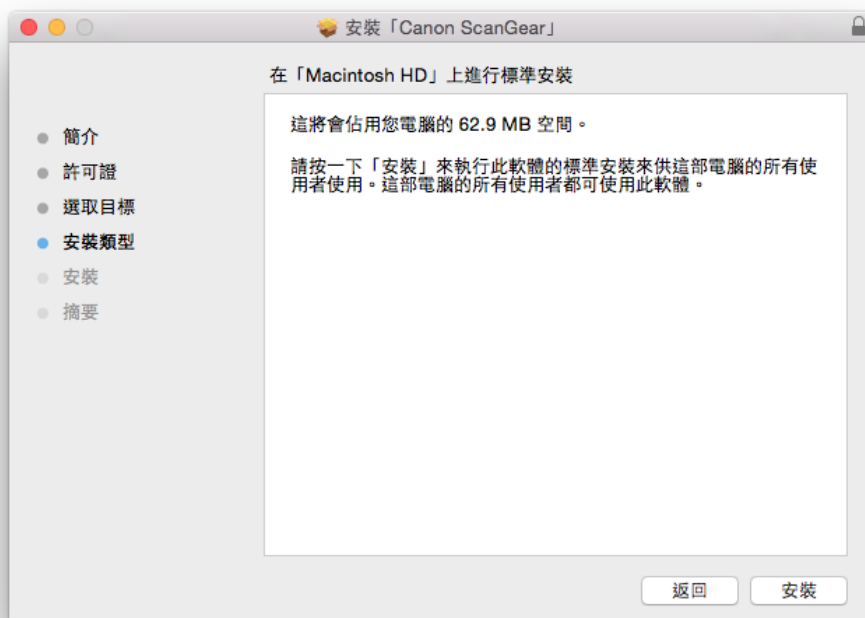 安裝「Canon ScanGear」
在「Macintosh HD」上進行標準安裝
簡介
許可證
選取目標
安裝類型
安裝
摘要
這將會佔用您電腦的 62.9 MB 空間。
請按一下「安裝」來執行此軟體的標準安裝來供這部電腦的所有使
用者使用。這部電腦的所有使用者都可使用此軟體。
返回
安裝